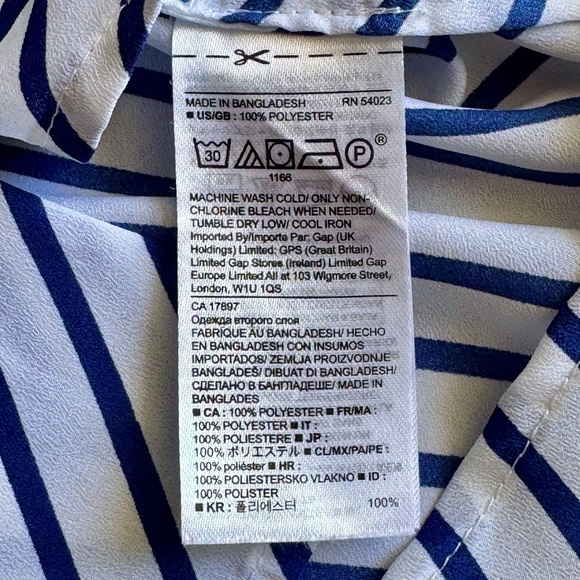 MADE IN BANGLADESH RN 54023
■ US/GB : 100% POLYESTER
30 P ®
1166
MACHINE WASH COLD/ ONLY NON-
CHLORINE BLEACH WHEN NEEDED/
TUMBLE DRY LOW/ COOL IRON
Imported By/Importe Par: Gap (UK
Holdings) Limited; GPS (Great Britain)
Limited Gap Stores (Ireland) Limited Gap
Europe Limited All at 103 Wigmore Street,
London, W1U 1QS
CA 17897
Одежда второго слоя
FABRIQUÉ AU BANGLADESH/ HECHO
EN BANGLADESH CON INSUMOS
IMPORTADOS/ ZEMLJA PROIZVODNJE
BANGLADEŠ/ DIBUAT DI BANGLADESH/
СДЕЛАНО В БАНГЛАДЕШЕ/ MADE IN
BANGLADES
■ CA : 100% POLYESTER ■ FR/MA :
100% POLYESTER ■ IT :
100% POLIESTERE ■ JP :
100% ポリエステル ■ CL/MX/PA/PE :
100% poliéster ■ HR :
100% POLIESTERSKO VLAKNO ■ ID :
100% POLISTER
■ KR : 폴리에스터 100%